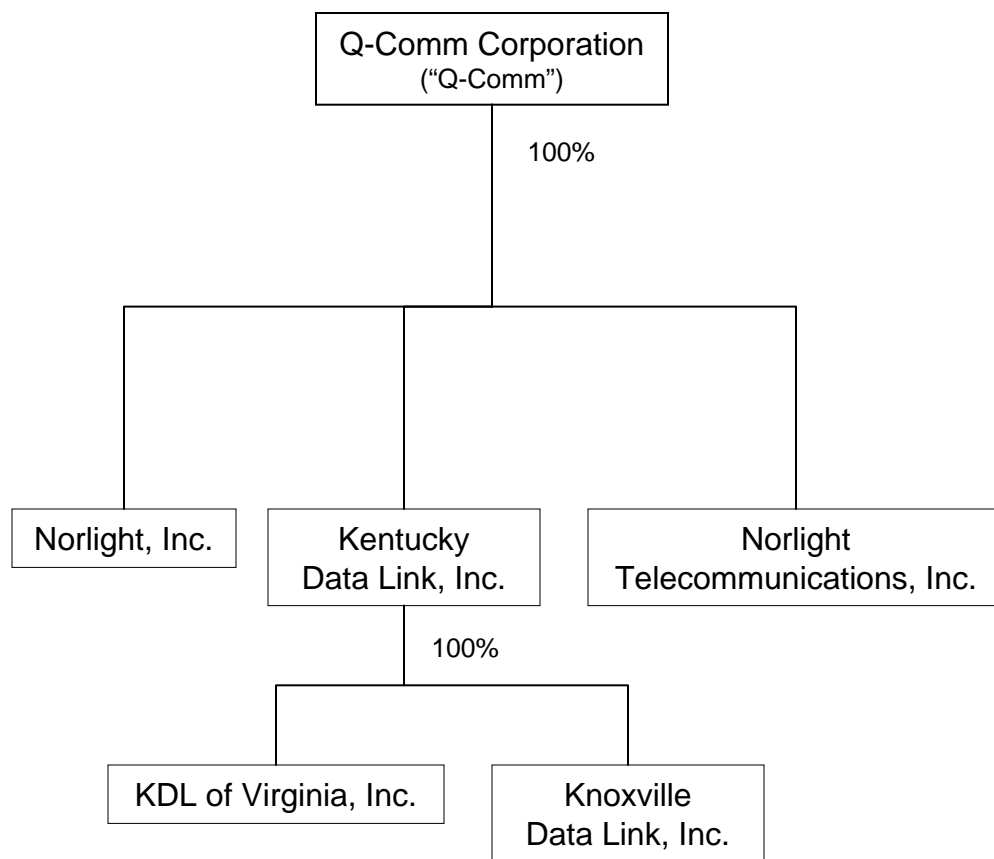 Q-Comm Corporation
(“Q-Comm”)
100%
Norlight, Inc.
Kentucky
Data Link, Inc.
Norlight
Telecommunications, Inc.
100%
KDL of Virginia, Inc.
Knoxville
Data Link, Inc.